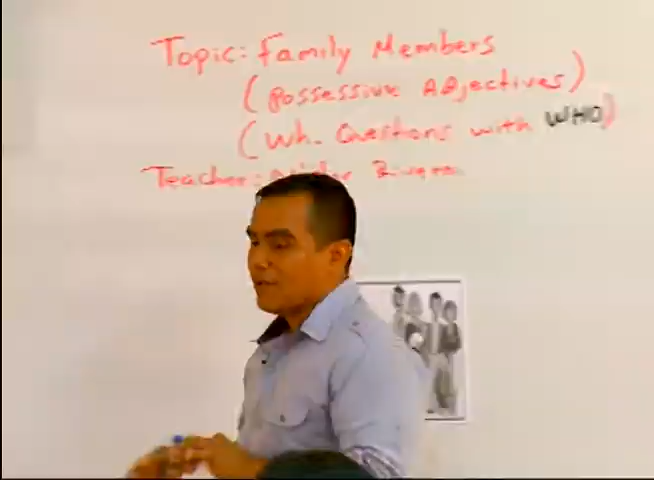 Topic: Family Members
(Possessive Adjectives)
(Wh. Questions with WHO)
Teacher: